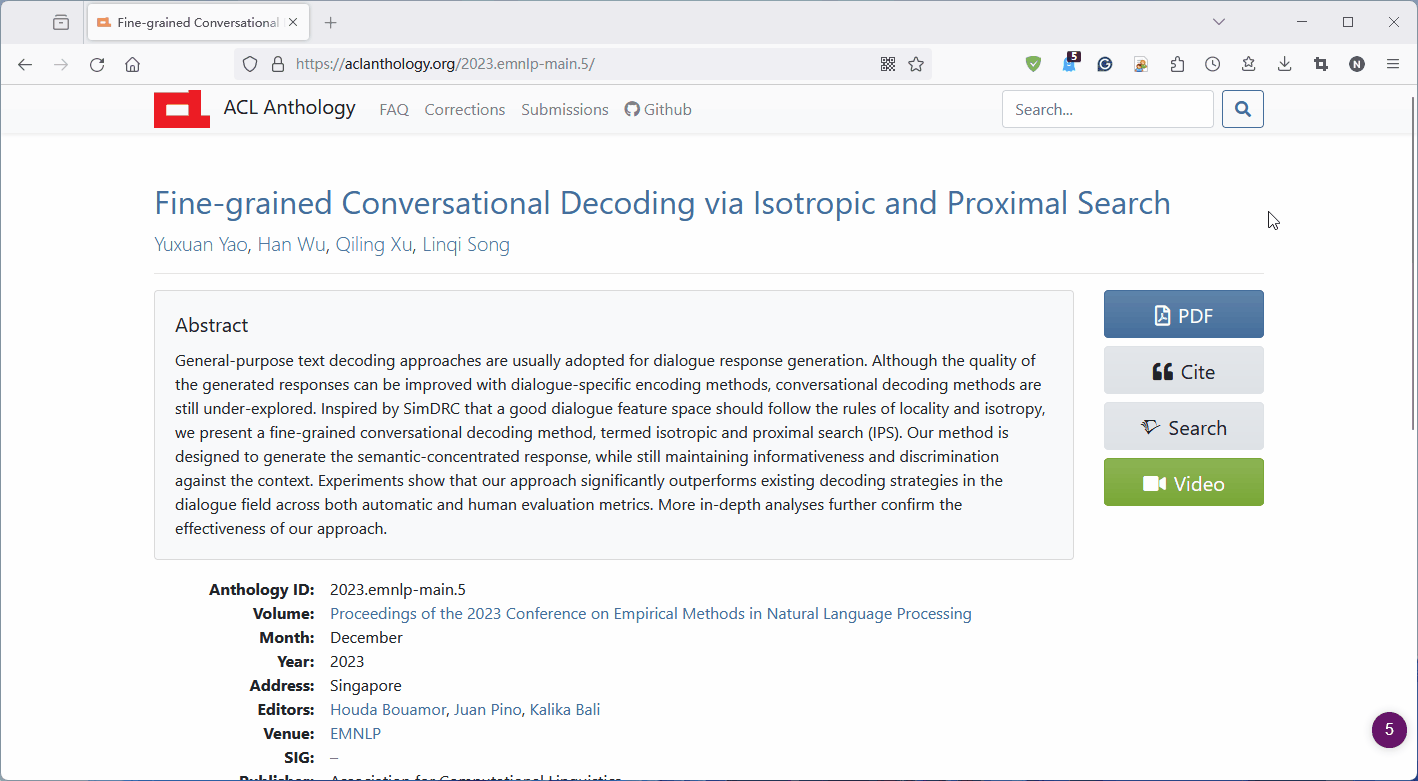 Fine-grained Conversational
https://aclanthology.org/2023.emnlp-main.5/
5
N
ACL Anthology FAQ Corrections Submissions Github Search...
Fine-grained Conversational Decoding via Isotropic and Proximal Search
Yuxuan Yao, Han Wu, Qiling Xu, Linqi Song
Abstract
General-purpose text decoding approaches are usually adopted for dialogue response generation. Although the quality of
the generated responses can be improved with dialogue-specific encoding methods, conversational decoding methods are
still under-explored. Inspired by SimDRC that a good dialogue feature space should follow the rules of locality and isotropy,
we present a fine-grained conversational decoding method, termed isotropic and proximal search (IPS). Our method is
designed to generate the semantic-concentrated response, while still maintaining informativeness and discrimination
against the context. Experiments show that our approach significantly outperforms existing decoding strategies in the
dialogue field across both automatic and human evaluation metrics. More in-depth analyses further confirm the
effectiveness of our approach.
PDF
Cite
Search
Video
Anthology ID: 2023.emnlp-main.5
Volume: Proceedings of the 2023 Conference on Empirical Methods in Natural Language Processing
Month: December
Year: 2023
Address: Singapore
Editors: Houda Bouamor, Juan Pino, Kalika Bali
Venue: EMNLP
SIG: –
Publisher: Association for Computational Linguistics
5